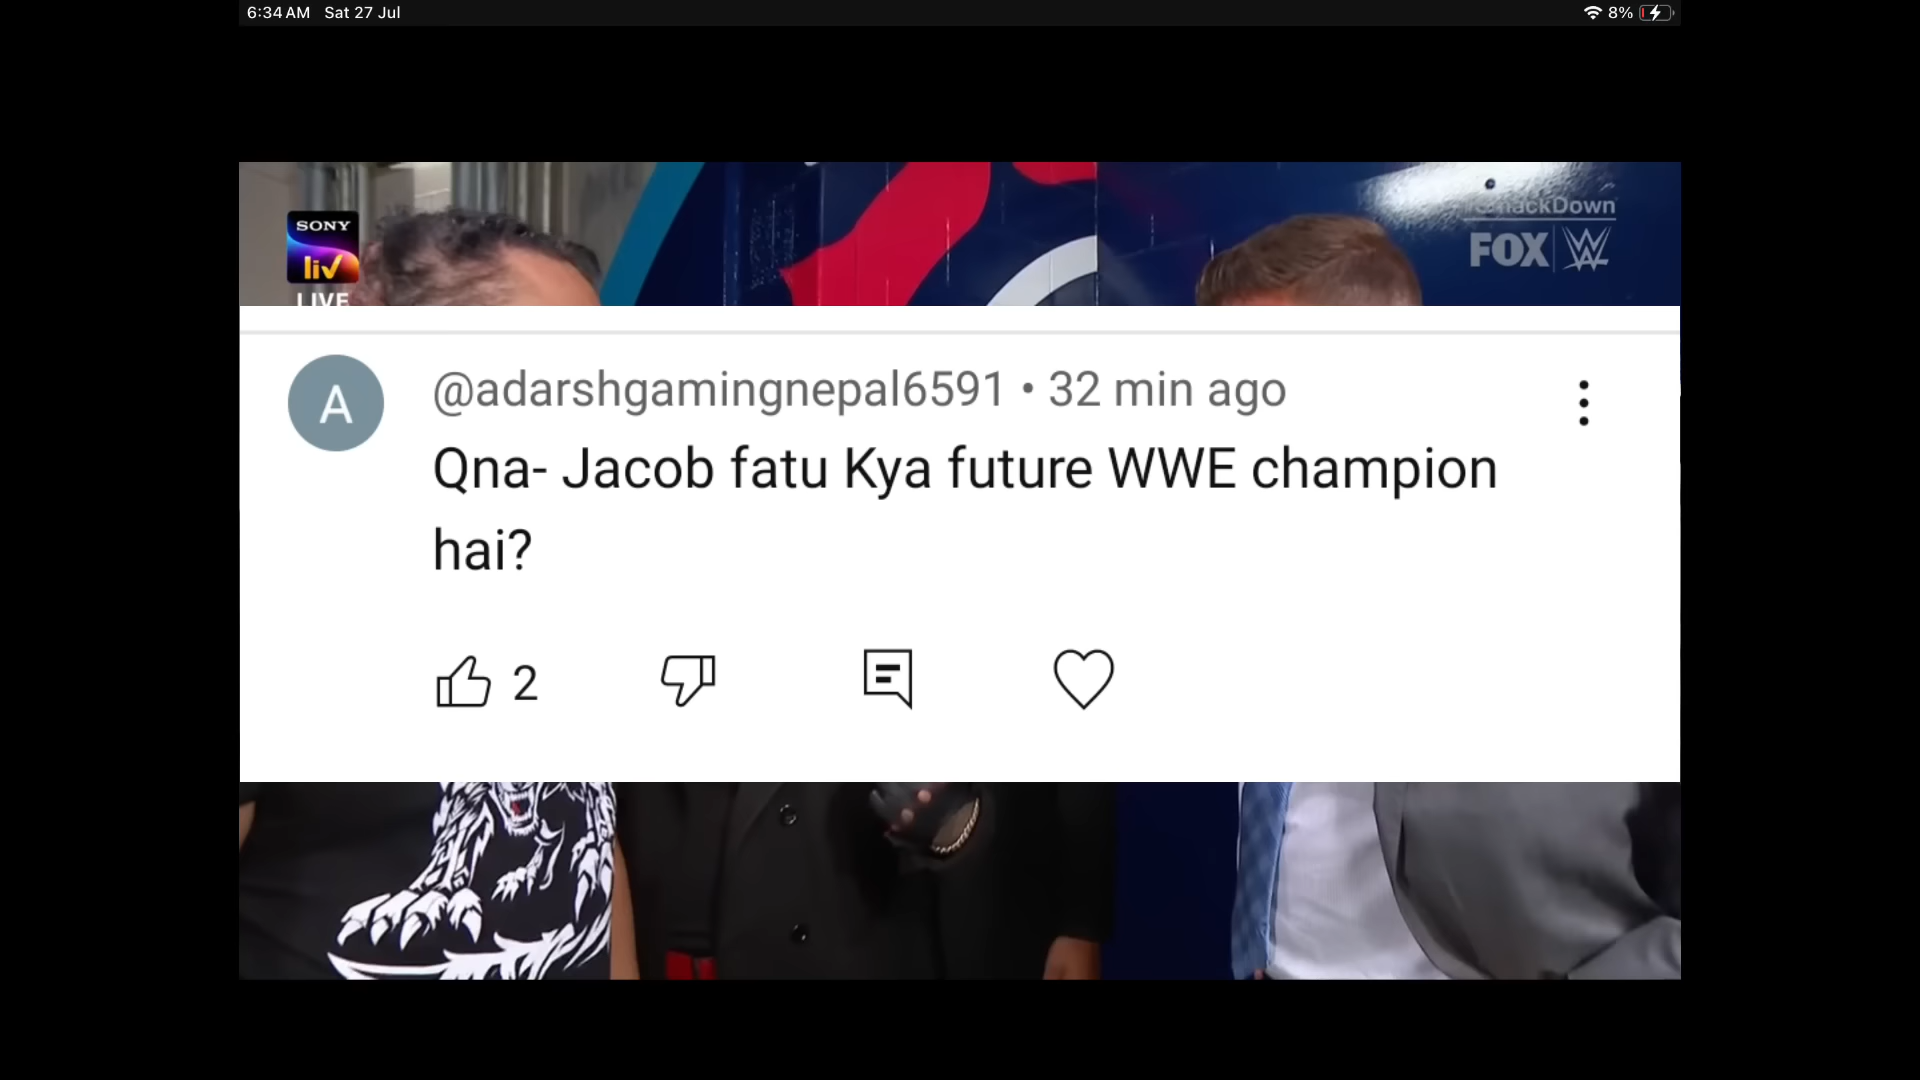 6:34 AM Sat 27 Jul
8%
SONY
liv
LIVE
FOX
@adarshgamingnepal6591 • 32 min ago
A
Qna- Jacob fatu Kya future WWE champion
hai?
2